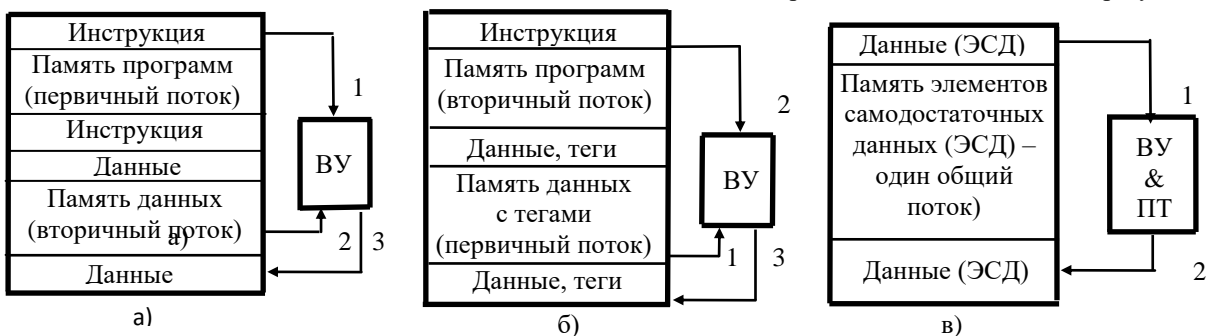 Инструкция
Память программ
(первичный поток)
Инструкция
Данные
Память данных
(вторичный поток)
а)
Данные
1
ВУ
2
3
а)
Инструкция
Память программ
(вторичный поток)
Данные, теги
Память данных
с тегами
(первичный поток)
Данные, теги
2
ВУ
1
3
б)
Данные (ЭСД)
Память элементов
самодостаточных
данных (ЭСД) –
один общий
поток)
Данные (ЭСД)
1
ВУ
&
ПТ
2
в)